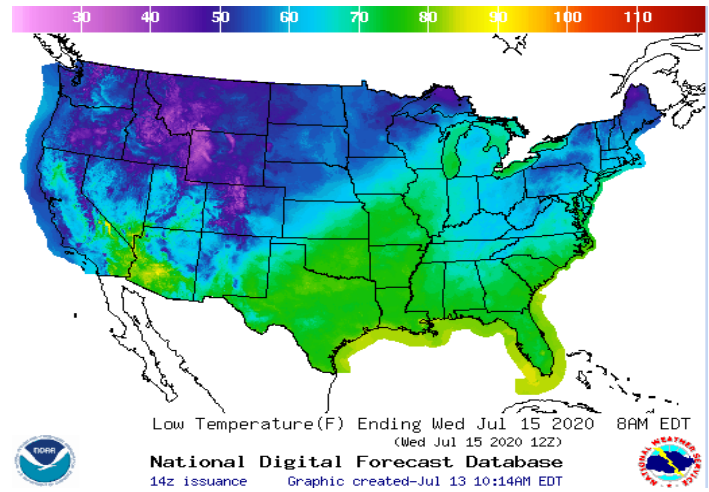 30 40 50 60 70 80 90 100 110
Low Temperature(F) Ending Wed Jul 15 2020 8AM EDT
(Wed Jul 15 2020 12Z)
National Digital Forecast Database
14z issuance Graphic created-Jul 13 10:14AM EDT
NOAA
NATIONAL WEATHER SERVICE